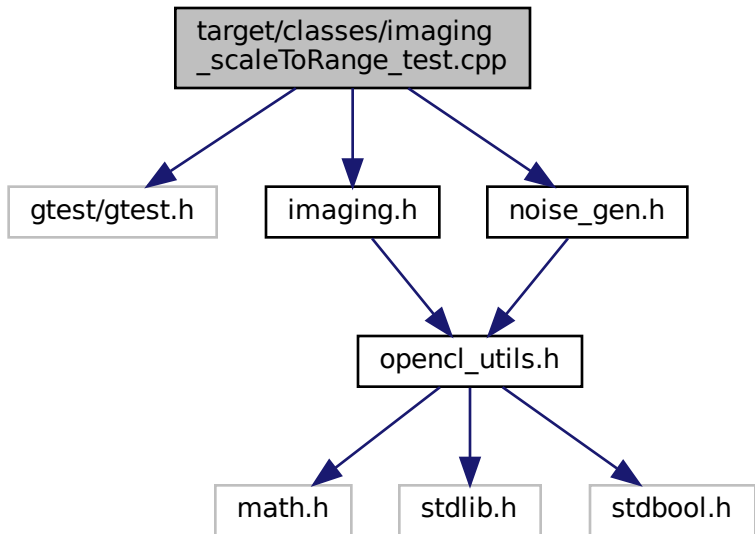 target/classes/imaging
_scaleToRange_test.cpp
gtest/gtest.h
imaging.h
noise_gen.h
opencl_utils.h
math.h
stdlib.h
stdbool.h